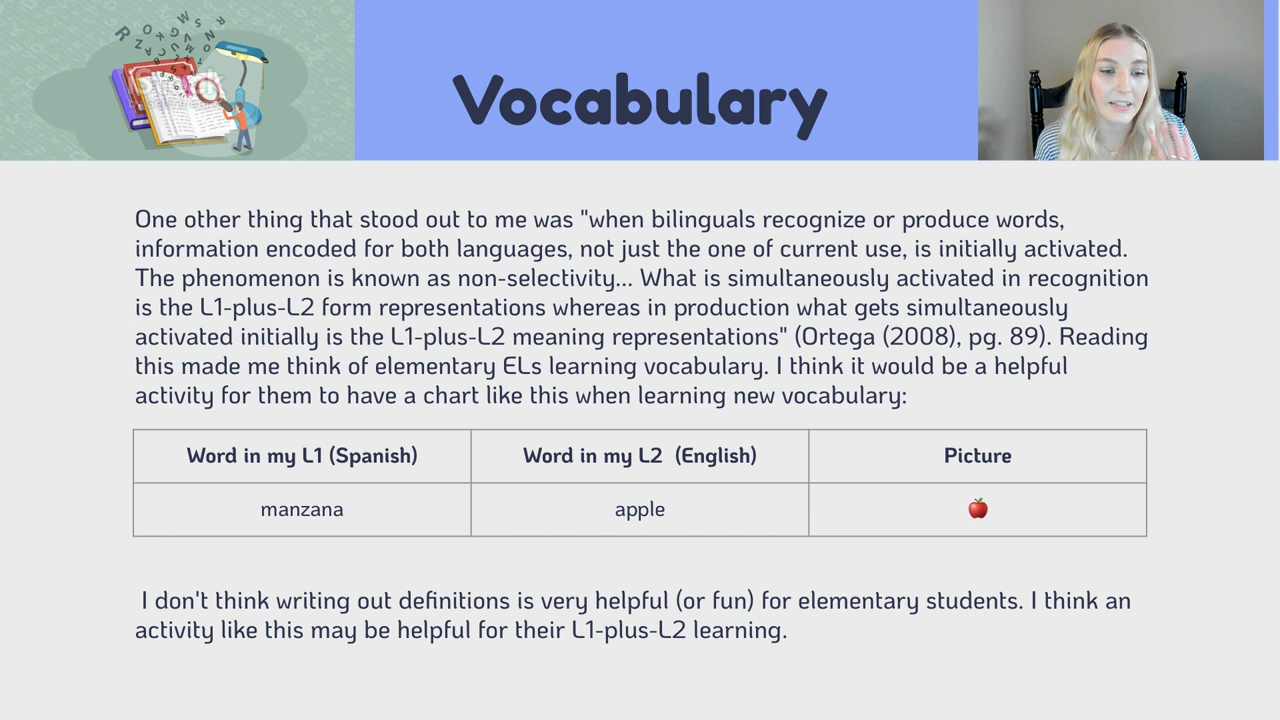 Vocabulary
One other thing that stood out to me was "when bilinguals recognize or produce words,
information encoded for both languages, not just the one of current use, is initially activated.
The phenomenon is known as non-selectivity... What is simultaneously activated in recognition
is the L1-plus-L2 form representations whereas in production what gets simultaneously
activated initially is the L1-plus-L2 meaning representations" (Ortega (2008), pg. 89). Reading
this made me think of elementary ELs learning vocabulary. I think it would be a helpful
activity for them to have a chart like this when learning new vocabulary:
Word in my L1 (Spanish) Word in my L2 (English) Picture
manzana apple
I don't think writing out definitions is very helpful (or fun) for elementary students. I think an
activity like this may be helpful for their L1-plus-L2 learning.